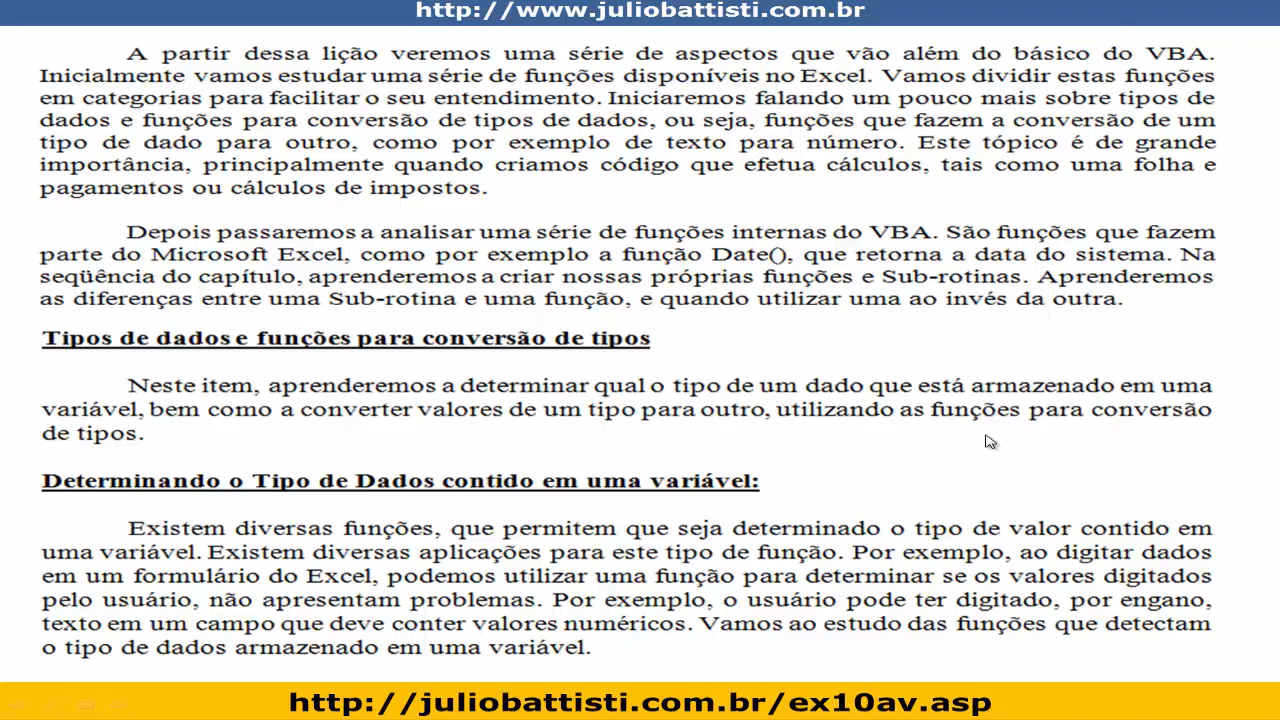 http://www.juliobattisti.com.br
A partir dessa lição veremos uma série de aspectos que vão além do básico do VBA.
Inicialmente vamos estudar uma série de funções disponíveis no Excel. Vamos dividir estas funções
em categorias para facilitar o seu entendimento. Iniciaremos falando um pouco mais sobre tipos de
dados e funções para conversão de tipos de dados, ou seja, funções que fazem a conversão de um
tipo de dado para outro, como por exemplo de texto para número. Este tópico é de grande
importância, principalmente quando criamos código que efetua cálculos, tais como uma folha e
pagamentos ou cálculos de impostos.
Depois passaremos a analisar uma série de funções internas do VBA. São funções que fazem
parte do Microsoft Excel, como por exemplo a função Date(), que retorna a data do sistema. Na
seqüência do capítulo, aprenderemos a criar nossas próprias funções e Sub-rotinas. Aprenderemos
as diferenças entre uma Sub-rotina e uma função, e quando utilizar uma ao invés da outra.
Tipos de dados e funções para conversão de tipos
Neste item, aprenderemos a determinar qual o tipo de um dado que está armazenado em uma
variável, bem como a converter valores de um tipo para outro, utilizando as funções para conversão
de tipos.
Determinando o Tipo de Dados contido em uma variável:
Existem diversas funções, que permitem que seja determinado o tipo de valor contido em
uma variável. Existem diversas aplicações para este tipo de função. Por exemplo, ao digitar dados
em um formulário do Excel, podemos utilizar uma função para determinar se os valores digitados
pelo usuário, não apresentam problemas. Por exemplo, o usuário pode ter digitado, por engano,
texto em um campo que deve conter valores numéricos. Vamos ao estudo das funções que detectam
o tipo de dados armazenado em uma variável.
http://juliobattisti.com.br/ex10av.asp